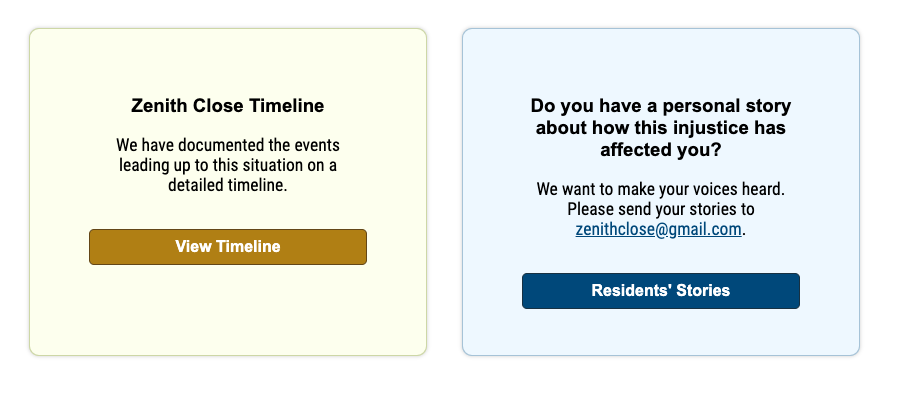 Zenith Close Timeline
We have documented the events
leading up to this situation on a
detailed timeline.
View Timeline
Do you have a personal story
about how this injustice has
affected you?
We want to make your voices heard.
Please send your stories to
zenithclose@gmail.com.
Residents' Stories